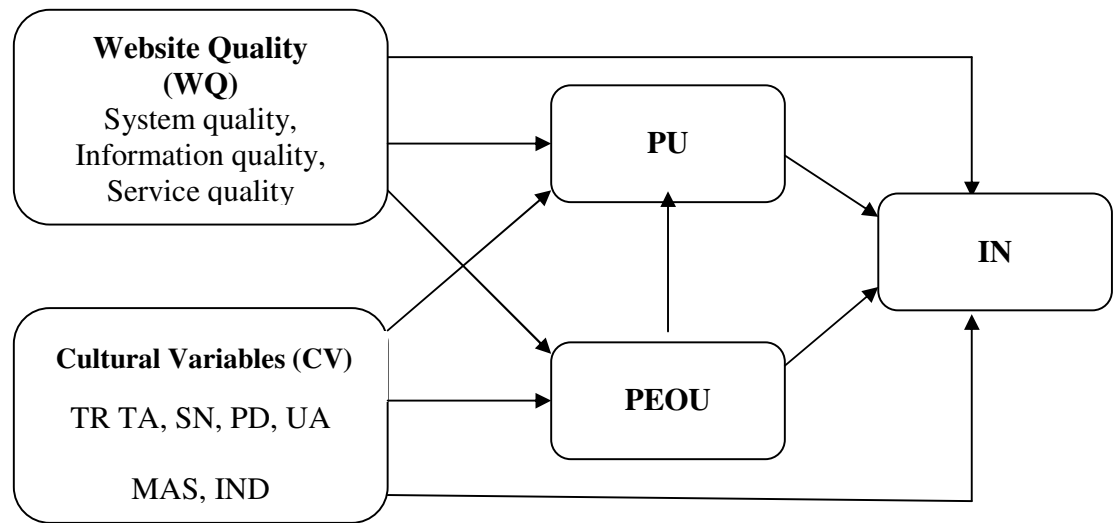 Website Quality
(WQ)
System quality,
Information quality,
Service quality
PU
IN
Cultural Variables (CV)
TR TA, SN, PD, UA
MAS, IND
PEOU